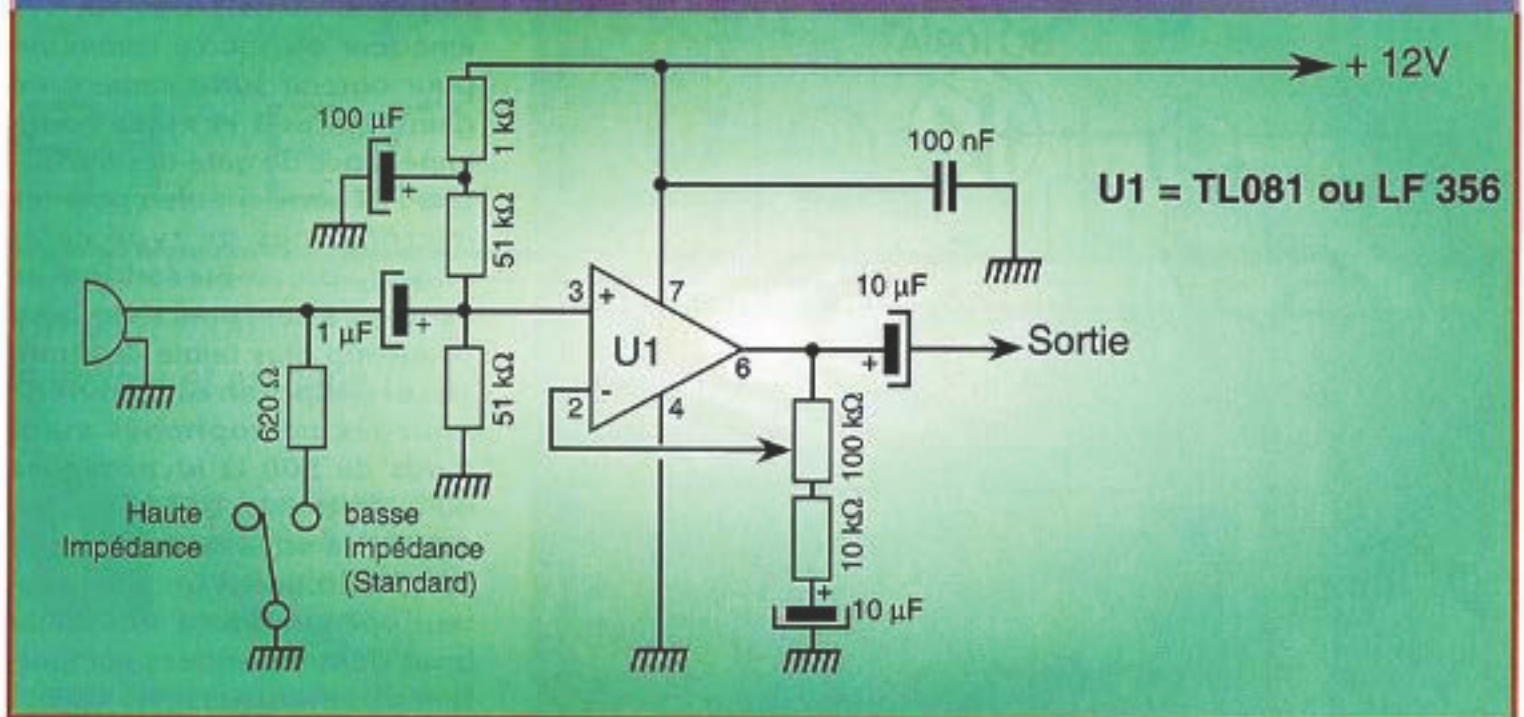 + 12V
100 µF
+
1 kΩ
100 nF
U1 = TL081 ou LF 356
51 kΩ
10 µF
3
+
7
1 µF
+
U1
6
+
Sortie
620 Ω
51 kΩ
2
-
4
100 kΩ
Haute
Impédance
basse
Impédance
(Standard)
10 kΩ
+
10 µF